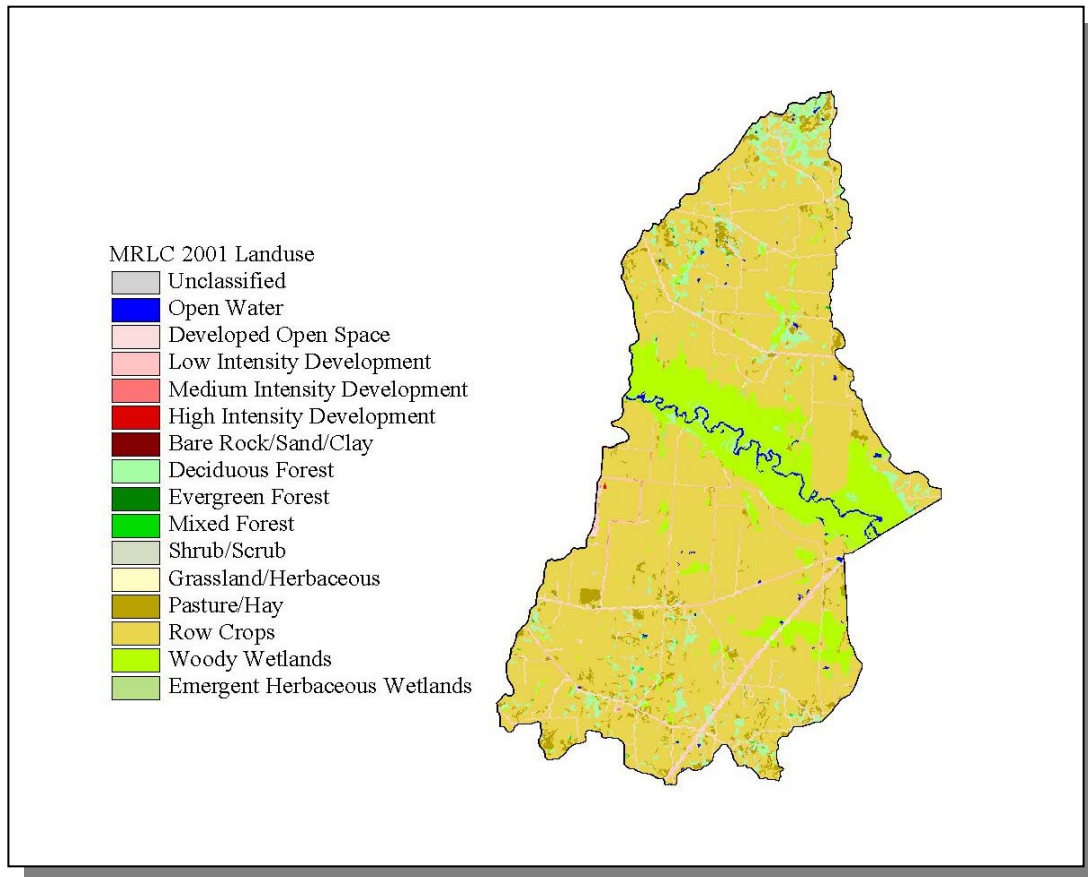 MRLC 2001 Landuse
Unclassified
Open Water
Developed Open Space
Low Intensity Development
Medium Intensity Development
High Intensity Development
Bare Rock/Sand/Clay
Deciduous Forest
Evergreen Forest
Mixed Forest
Shrub/Scrub
Grassland/Herbaceous
Pasture/Hay
Row Crops
Woody Wetlands
Emergent Herbaceous Wetlands